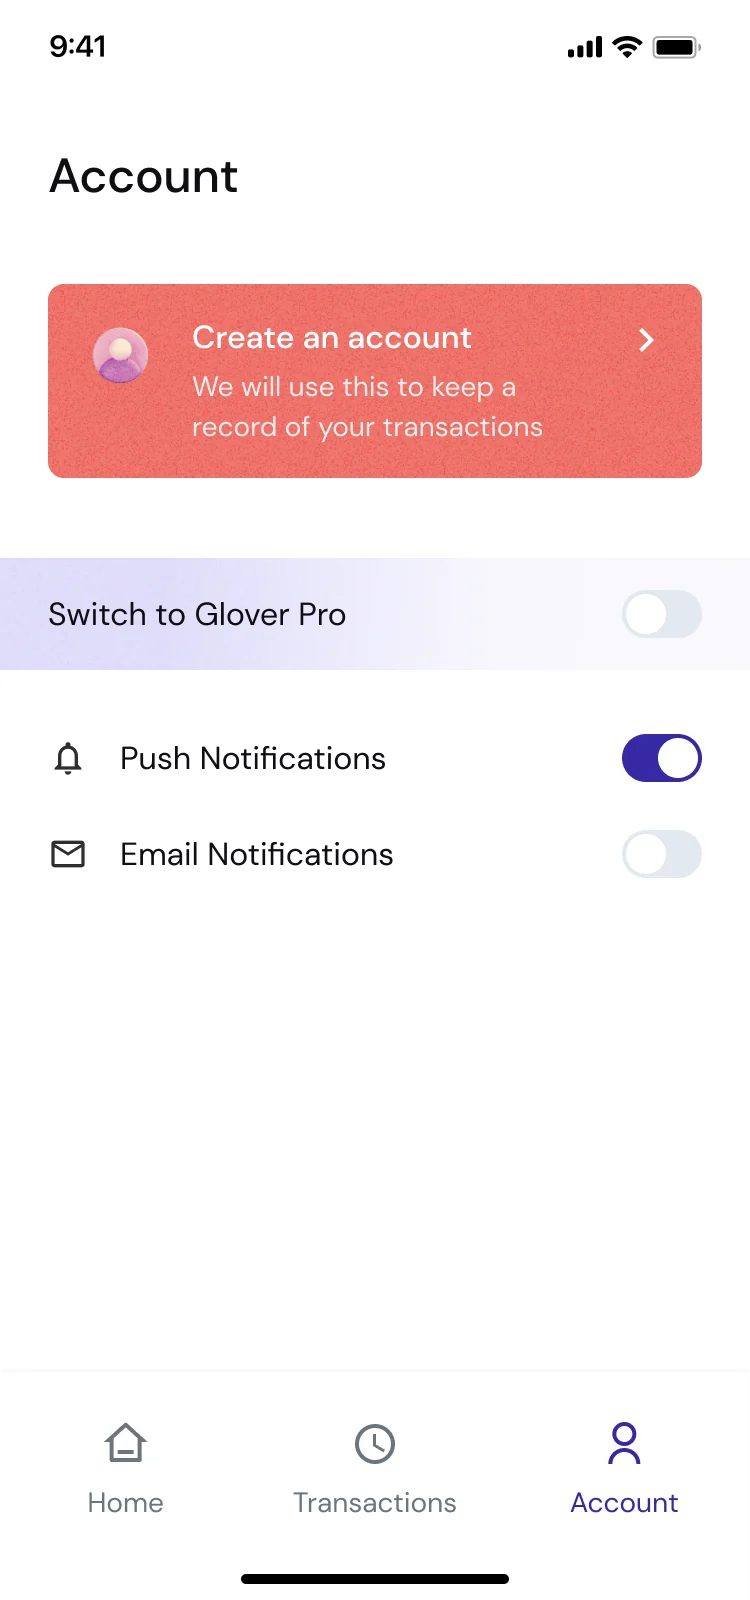 9:41
Account
Create an account
We will use this to keep a
record of your transactions
Switch to Glover Pro
Push Notifications
Email Notifications
Home
Transactions
Account